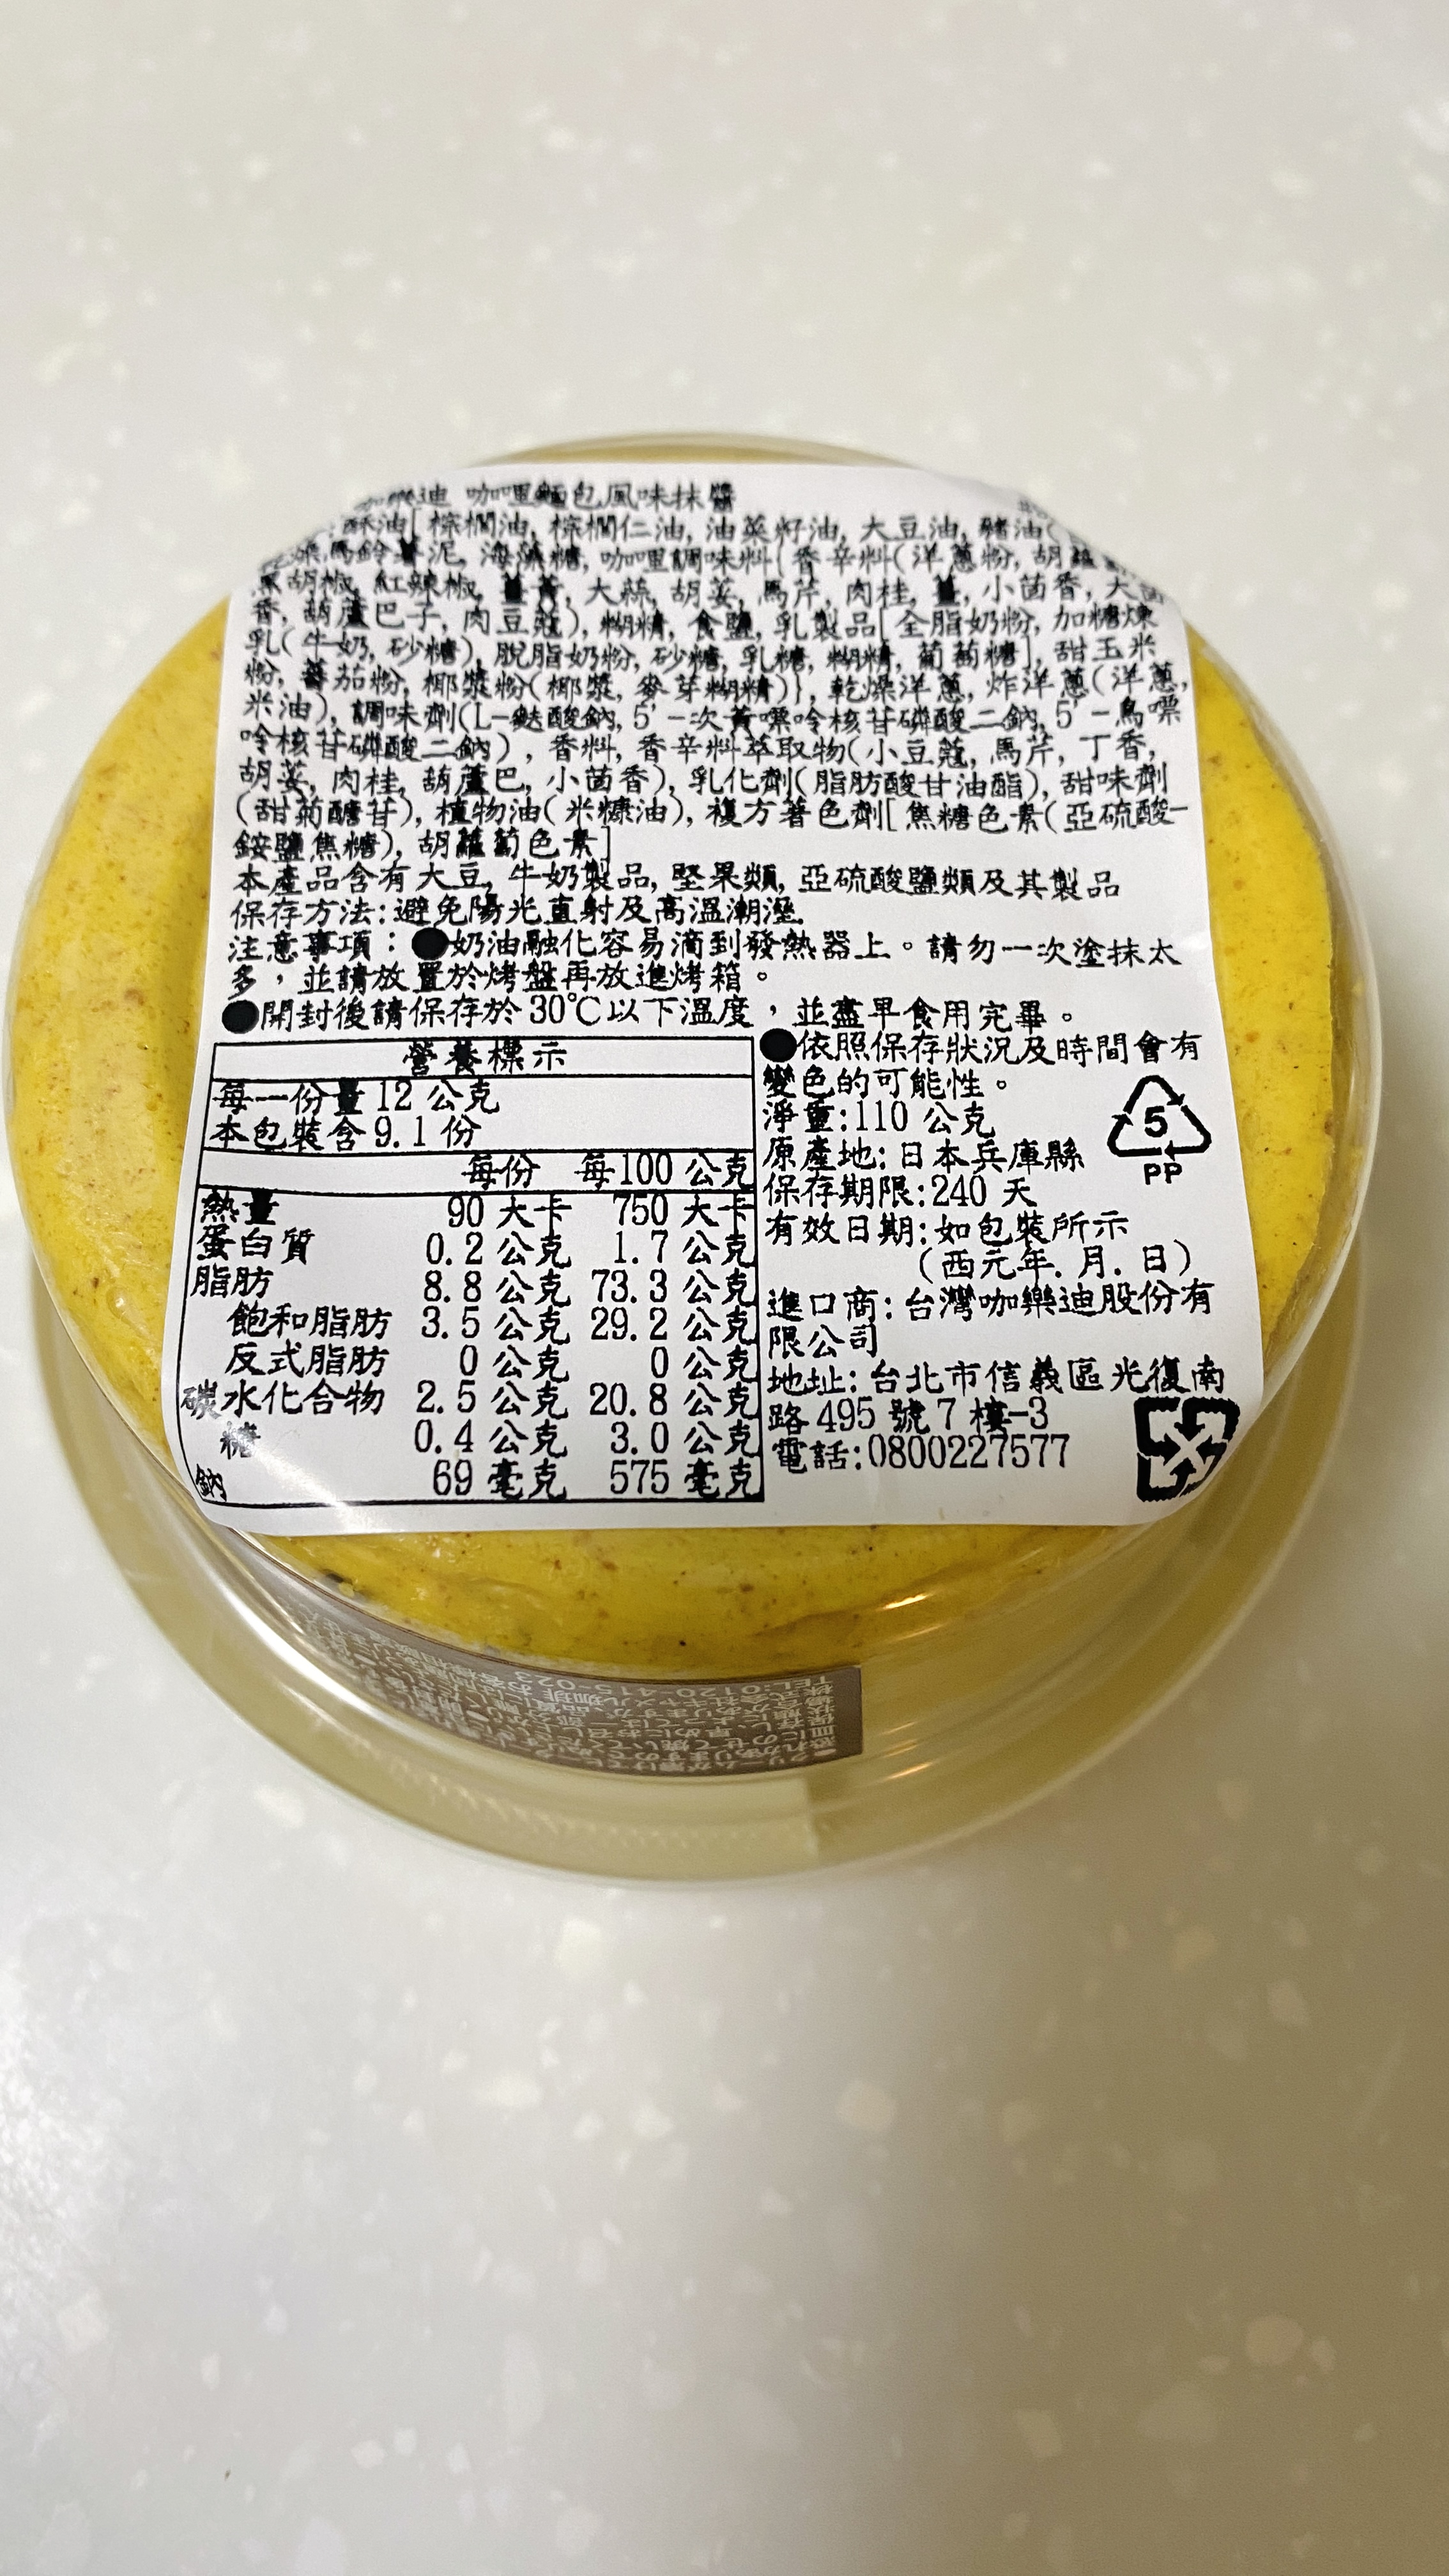 樂迪 咖哩麵包風味抹醬
酥油[棕櫚油, 棕櫚仁油, 油菜籽油, 大豆油, 豬油(
燥馬鈴薯泥, 海藻糖, 咖哩調味料{香辛料(洋蔥粉, 胡蘿
黑胡椒, 紅辣椒, 薑黃, 大蒜, 胡荽, 馬芹, 肉桂, 薑, 小茴香, 大茴
香, 葫蘆巴子, 肉豆蔻), 糊精, 食鹽, 乳製品[全脂奶粉, 加糖煉
乳(牛奶, 砂糖), 脫脂奶粉, 砂糖, 乳糖, 糊精, 葡萄糖], 甜玉米
粉, 蕃茄粉, 椰漿粉(椰漿, 麥芽糊精)}, 乾燥洋蔥, 炸洋蔥(洋蔥,
米油), 調味劑(L-麩酸鈉, 5'-次黃嘌呤核苷磷酸二鈉, 5'-鳥嘌
呤核苷磷酸二鈉), 香料, 香辛料萃取物(小豆蔻, 馬芹, 丁香,
胡荽, 肉桂, 葫蘆巴, 小茴香), 乳化劑(脂肪酸甘油酯), 甜味劑
(甜菊醣苷), 植物油(米糠油), 複方著色劑[焦糖色素(亞硫酸-
銨鹽焦糖), 胡蘿蔔色素]
本產品含有大豆, 牛奶製品, 堅果類, 亞硫酸鹽類及其製品
保存方法:避免陽光直射及高溫潮溼
注意事項：●奶油融化容易滴到發熱器上。請勿一次塗抹太
多，並請放置於烤盤再放進烤箱。
●開封後請保存於30℃以下溫度，並盡早食用完畢。
●依照保存狀況及時間會有
變色的可能性。
淨重:110 公克
原產地:日本兵庫縣
保存期限:240 天
有效日期:如包裝所示
(西元年.月.日)
進口商:台灣咖樂迪股份有
限公司
地址:台北市信義區光復南
路495號7樓-3
電話:0800227577
5
PP
營養標示
每一份量12 公克
本包裝含9.1份
每份 每100 公克
熱量 90 大卡 750 大卡
蛋白質 0.2 公克 1.7 公克
脂肪 8.8 公克 73.3 公克
飽和脂肪 3.5 公克 29.2 公克
反式脂肪 0 公克 0 公克
碳水化合物 2.5 公克 20.8 公克
糖 0.4 公克 3.0 公克
鈉 69 毫克 575 毫克